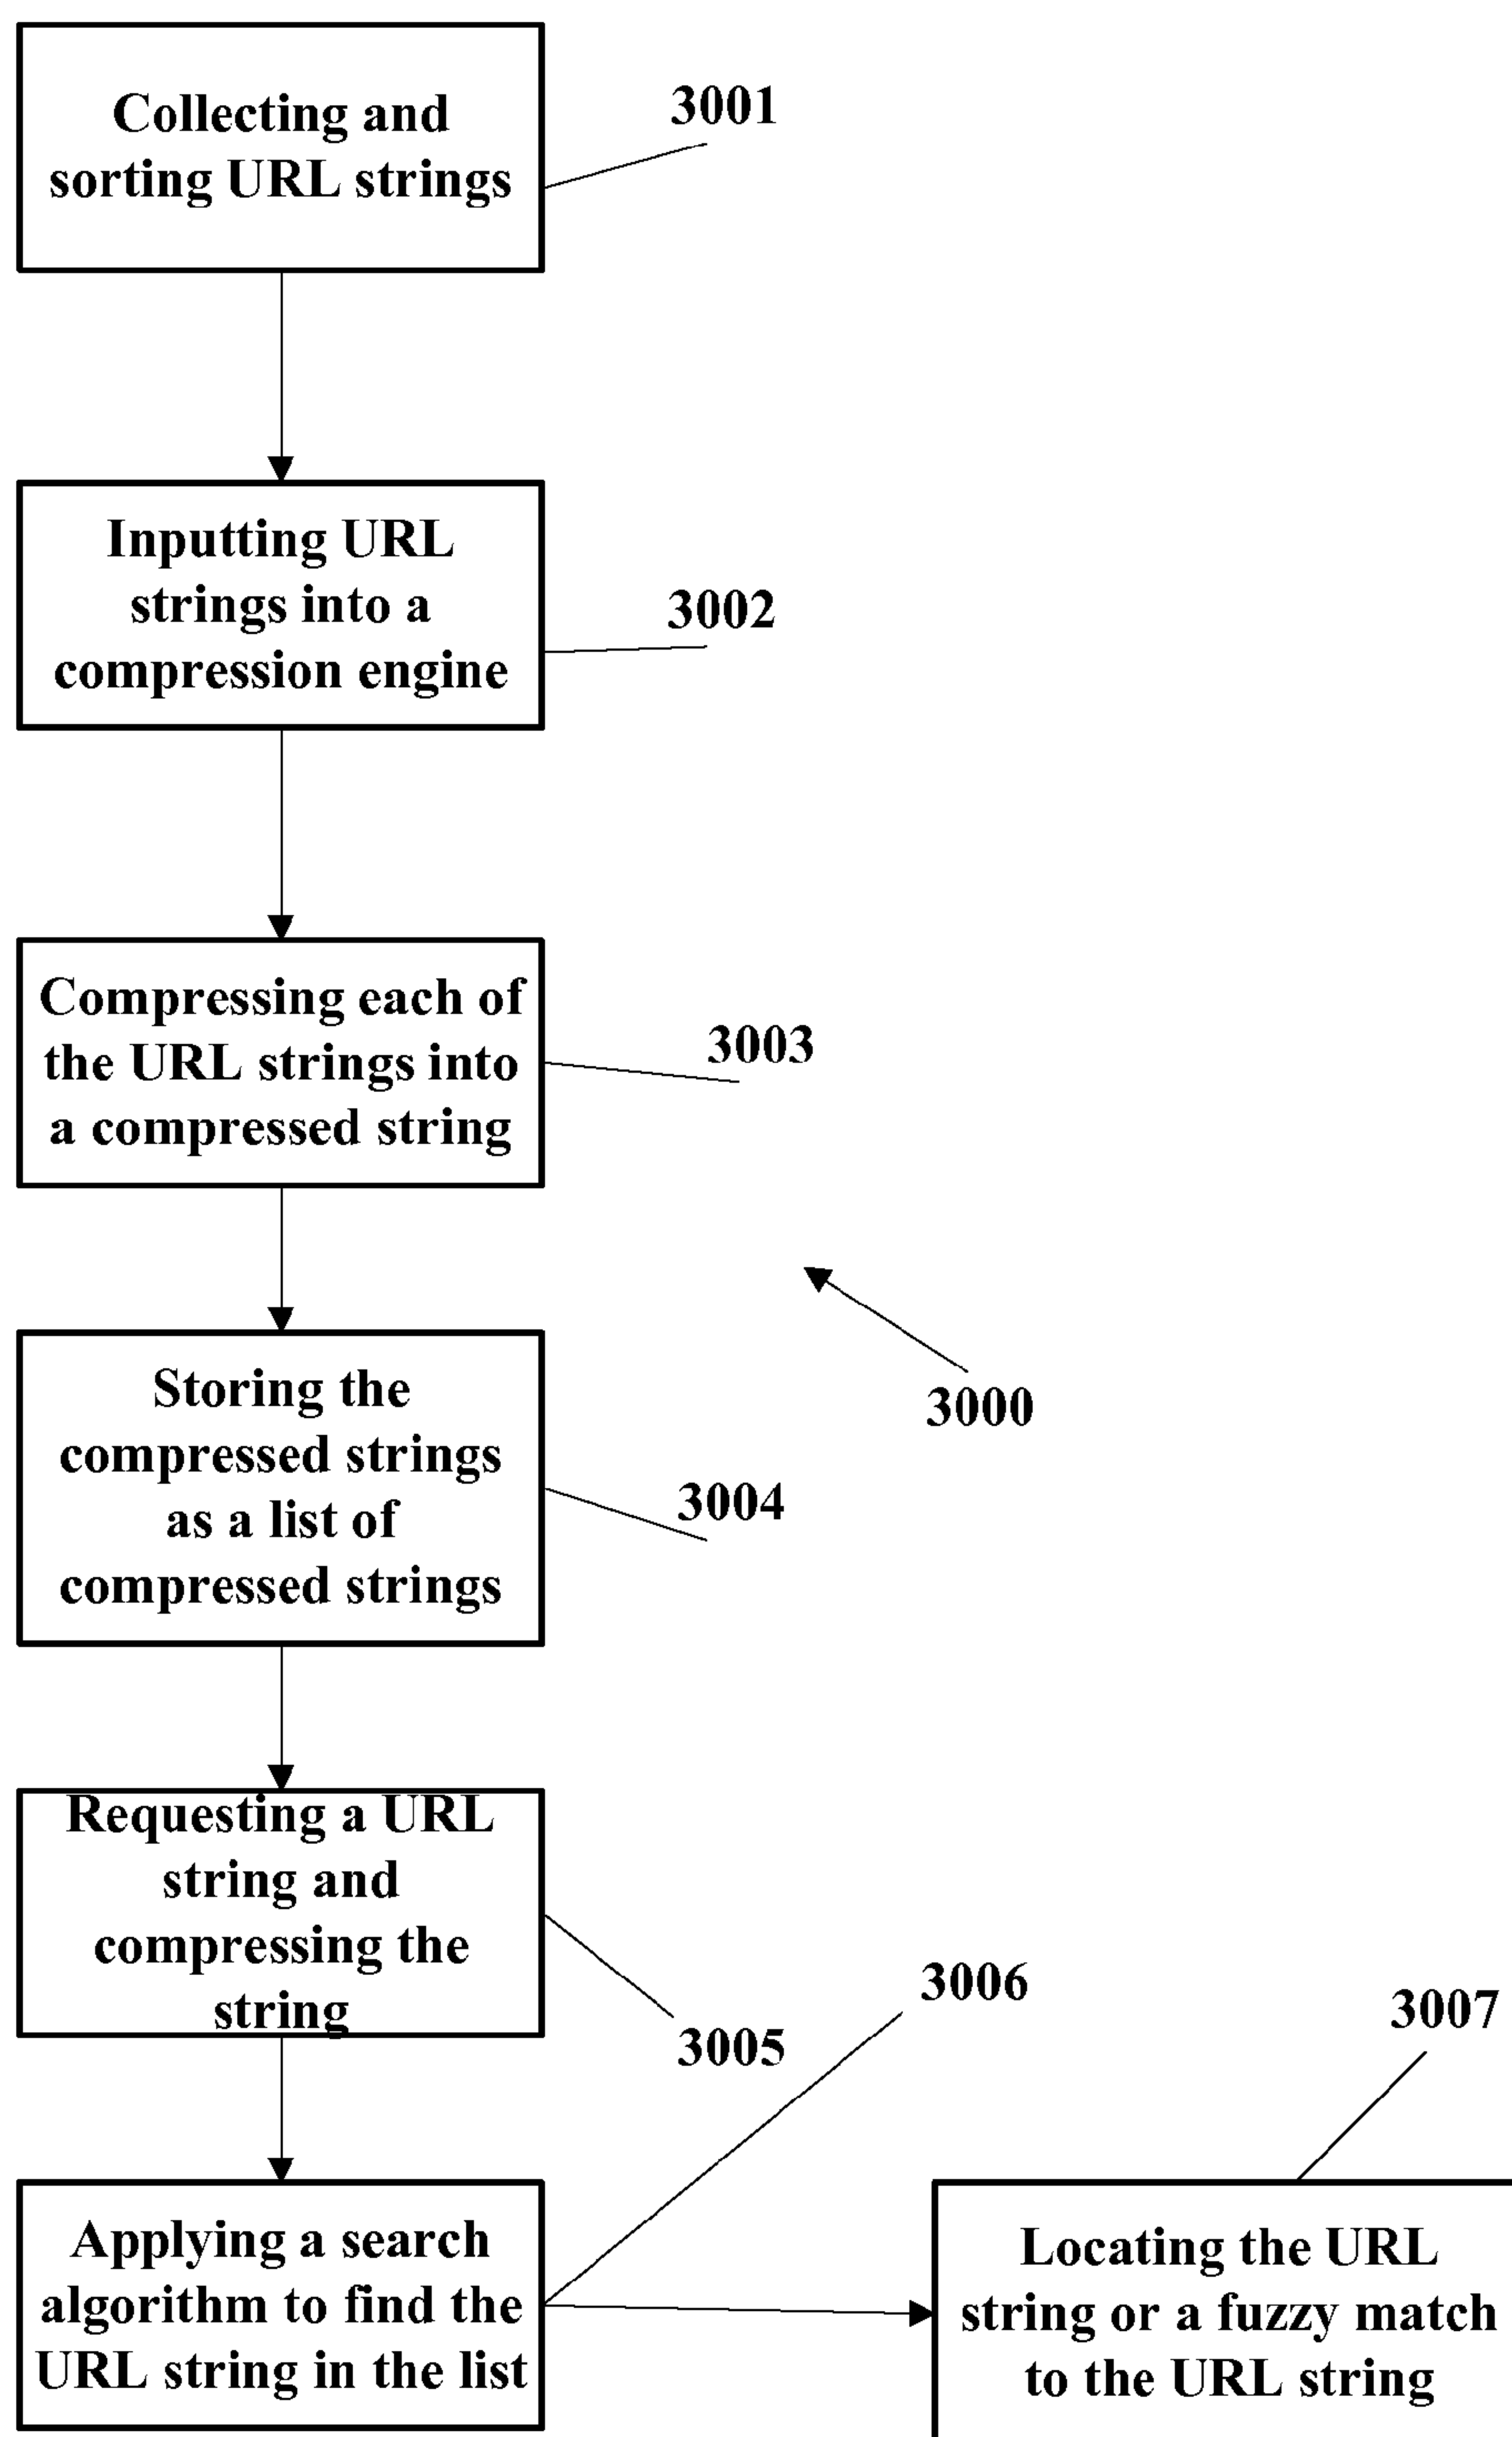 Collecting and
sorting URL strings
3001
Inputting URL
strings into a
compression engine
3002
Compressing each of
the URL strings into
a compressed string
3003
3000
Storing the
compressed strings
as a list of
compressed strings
3004
Requesting a URL
string and
compressing the
string
3005
3006
3007
Applying a search
algorithm to find the
URL string in the list
Locating the URL
string or a fuzzy match
to the URL string